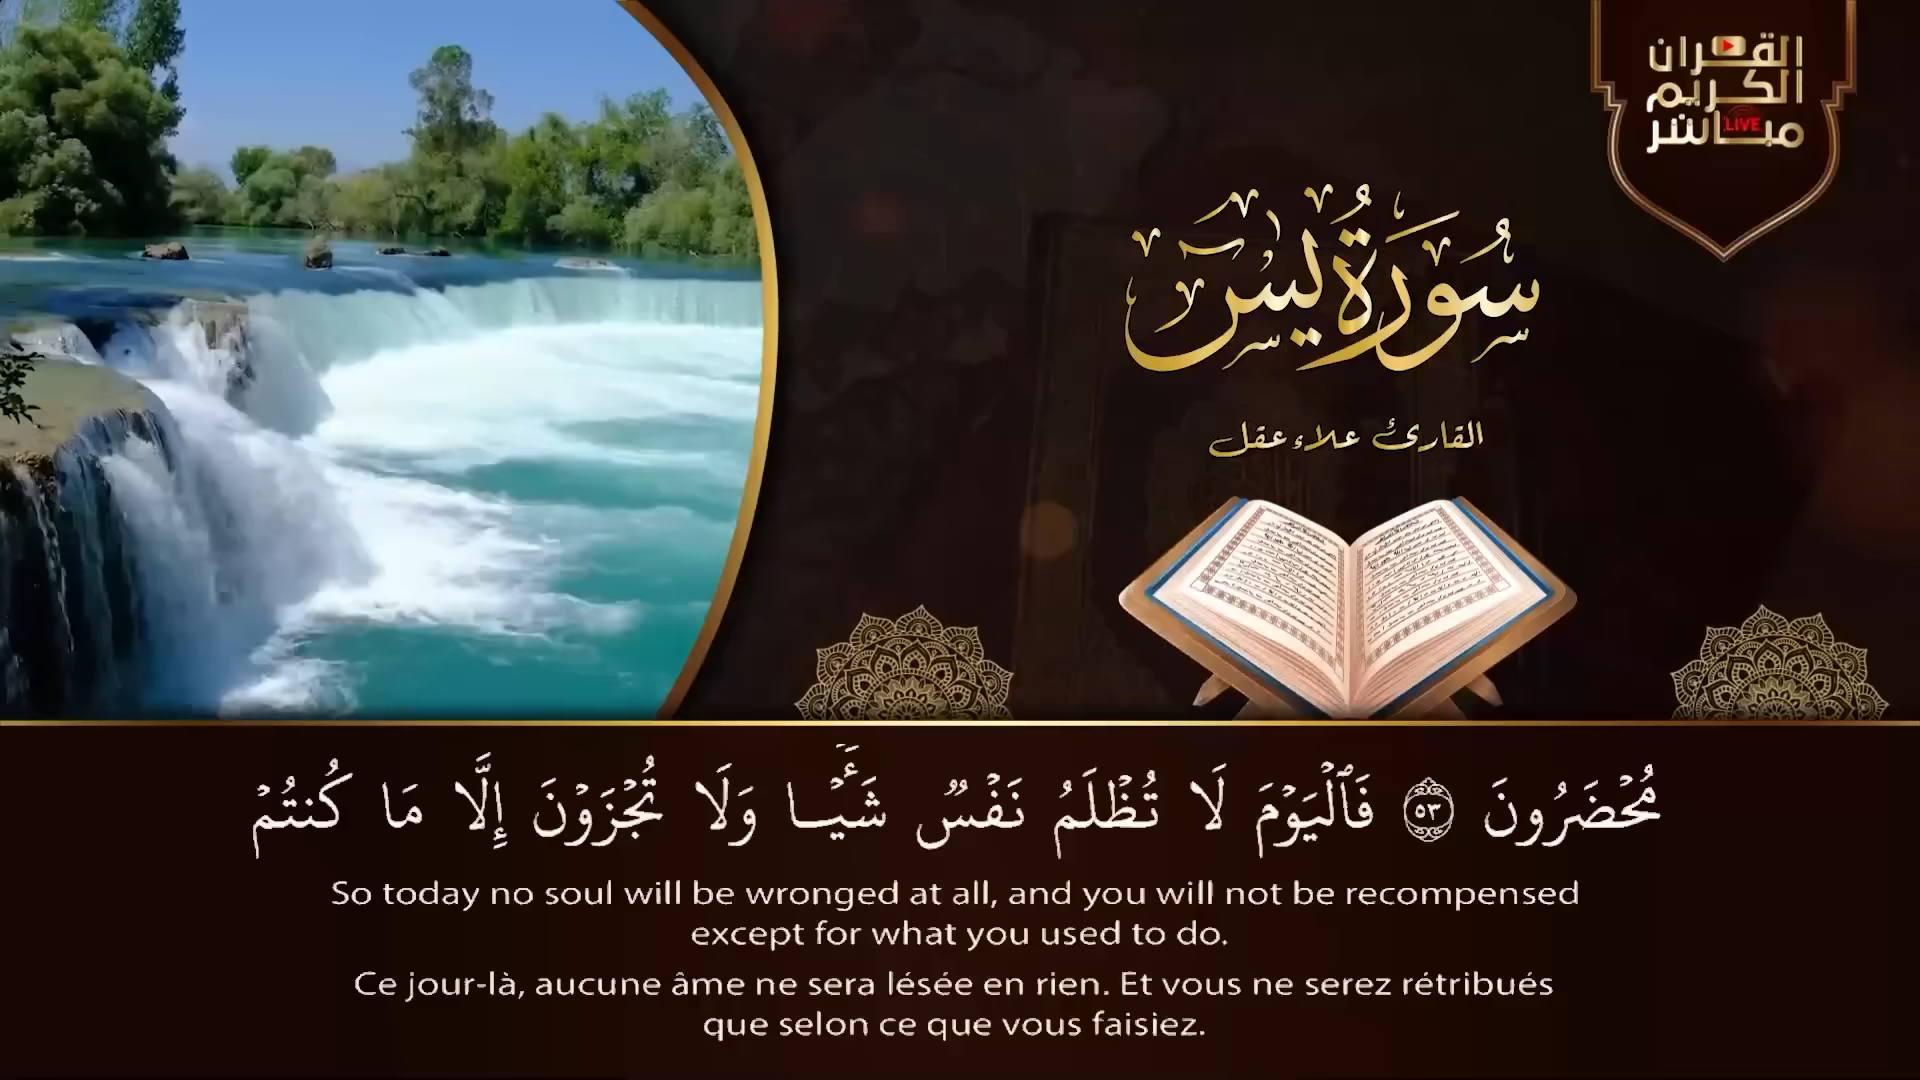 القران
الكريم
مباشر
LIVE
سُورَةُ يسٓ
القارئ علاء عقل
مُحْضَرُونَ ٥٣ فَٱلْيَوْمَ لَا تُظْلَمُ نَفْسٌ شَيْـًٔا وَلَا تُجْزَوْنَ إِلَّا مَا كُنتُمْ
So today no soul will be wronged at all, and you will not be recompensed
except for what you used to do.
Ce jour-là, aucune âme ne sera lésée en rien. Et vous ne serez rétribués
que selon ce que vous faisiez.